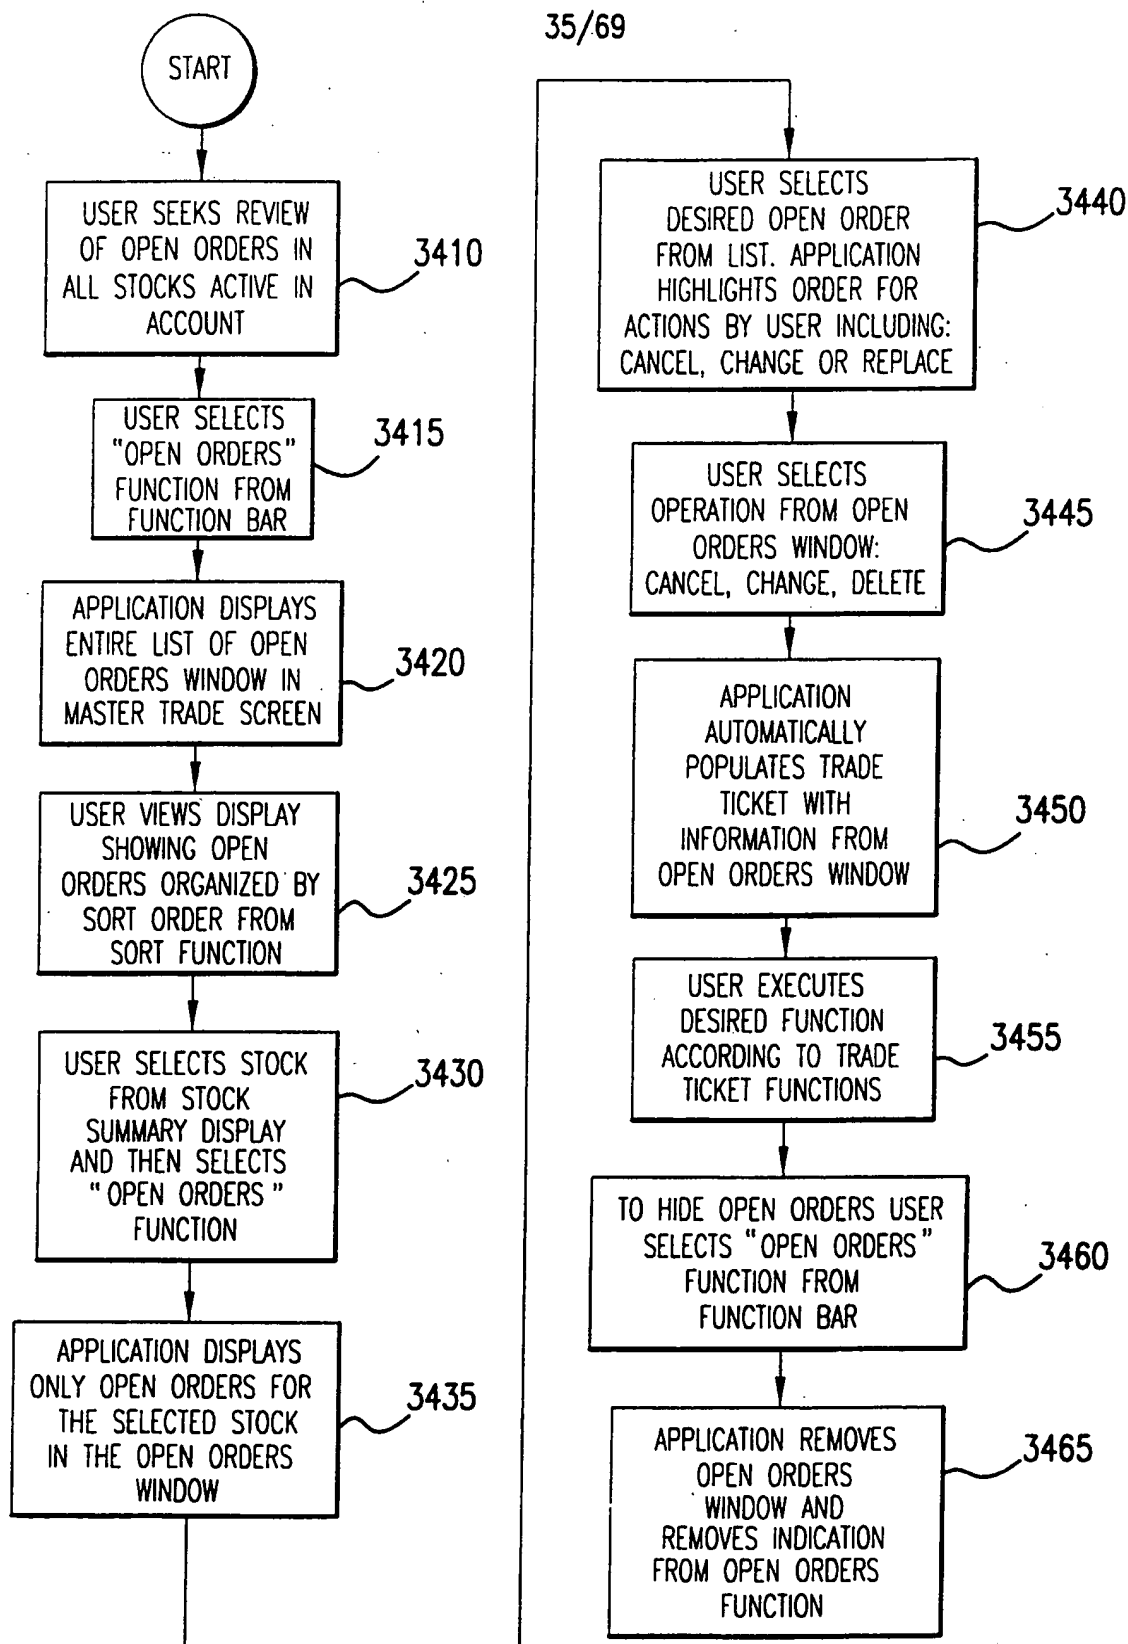 35/69
START
USER SEEKS REVIEW
OF OPEN ORDERS IN
ALL STOCKS ACTIVE IN
ACCOUNT
3410
USER SELECTS
"OPEN ORDERS"
FUNCTION FROM
FUNCTION BAR
3415
APPLICATION DISPLAYS
ENTIRE LIST OF OPEN
ORDERS WINDOW IN
MASTER TRADE SCREEN
3420
USER VIEWS DISPLAY
SHOWING OPEN
ORDERS ORGANIZED BY
SORT ORDER FROM
SORT FUNCTION
3425
USER SELECTS STOCK
FROM STOCK
SUMMARY DISPLAY
AND THEN SELECTS
"OPEN ORDERS"
FUNCTION
3430
APPLICATION DISPLAYS
ONLY OPEN ORDERS FOR
THE SELECTED STOCK
IN THE OPEN ORDERS
WINDOW
3435
USER SELECTS
DESIRED OPEN ORDER
FROM LIST. APPLICATION
HIGHLIGHTS ORDER FOR
ACTIONS BY USER INCLUDING:
CANCEL, CHANGE OR REPLACE
3440
USER SELECTS
OPERATION FROM OPEN
ORDERS WINDOW:
CANCEL, CHANGE, DELETE
3445
APPLICATION
AUTOMATICALLY
POPULATES TRADE
TICKET WITH
INFORMATION FROM
OPEN ORDERS WINDOW
3450
USER EXECUTES
DESIRED FUNCTION
ACCORDING TO TRADE
TICKET FUNCTIONS
3455
TO HIDE OPEN ORDERS USER
SELECTS "OPEN ORDERS"
FUNCTION FROM
FUNCTION BAR
3460
APPLICATION REMOVES
OPEN ORDERS
WINDOW AND
REMOVES INDICATION
FROM OPEN ORDERS
FUNCTION
3465